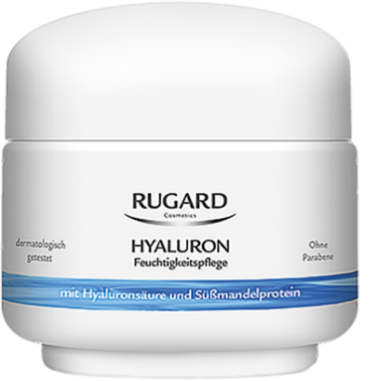 RUGARD
Cosmetics
HYALURON
Feuchtigkeitspflege
dermatologisch
getestet
Ohne
Parabene
mit Hyaluronsäure und Süßmandelprotein